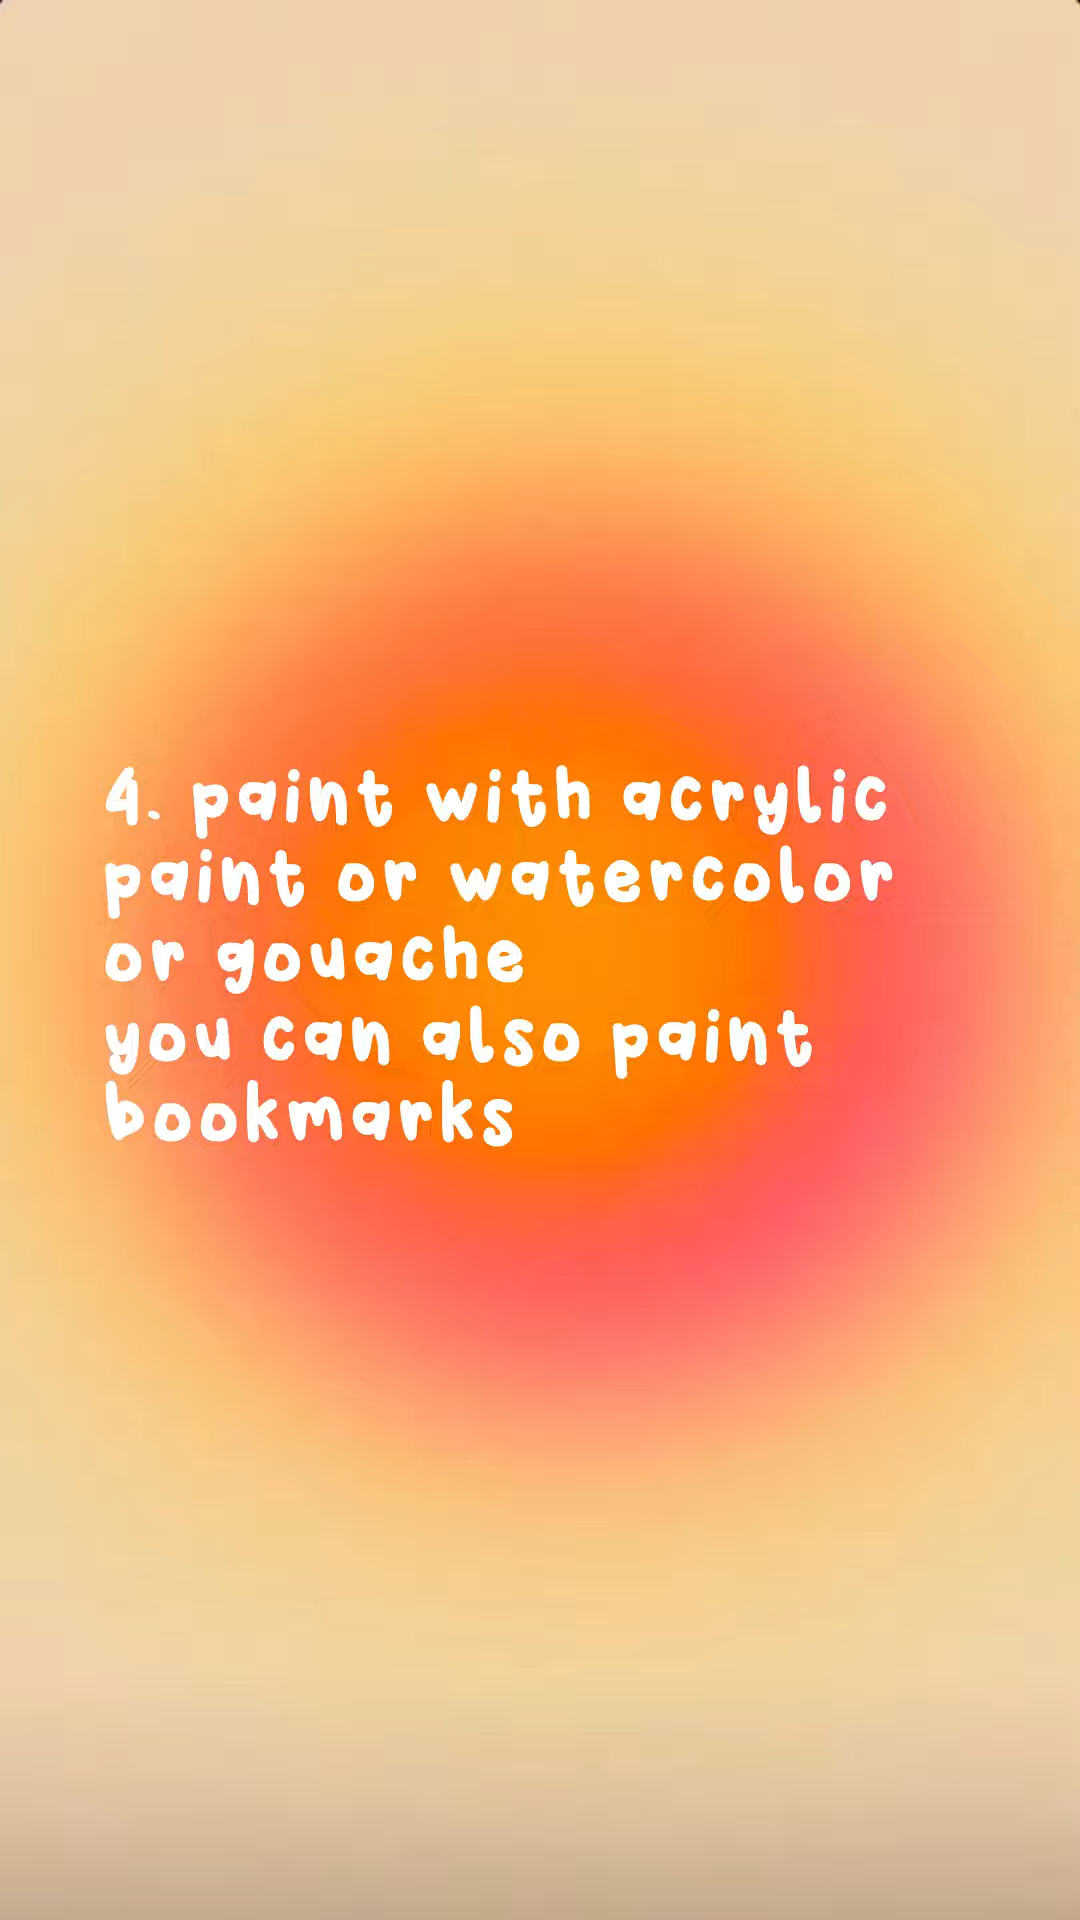 4. paint with acrylic
paint or watercolor
or gouache
you can also paint
bookmarks